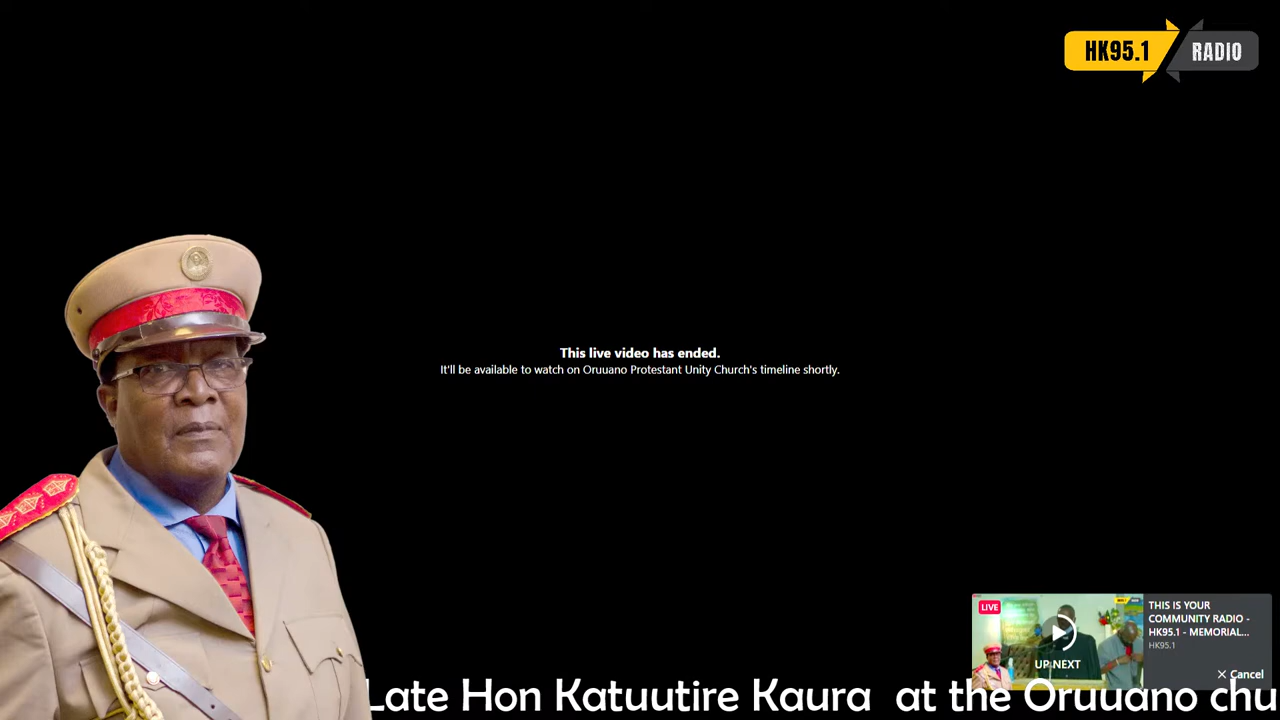 HK95.1 RADIO
This live video has ended.
It'll be available to watch on Oruuano Protestant Unity Church's timeline shortly.
LIVE
UP NEXT
THIS IS YOUR
COMMUNITY RADIO -
HK95.1 - MEMORIAL...
HK95.1
Cancel
Late Hon Katuutire Kaura at the Oruuano chu